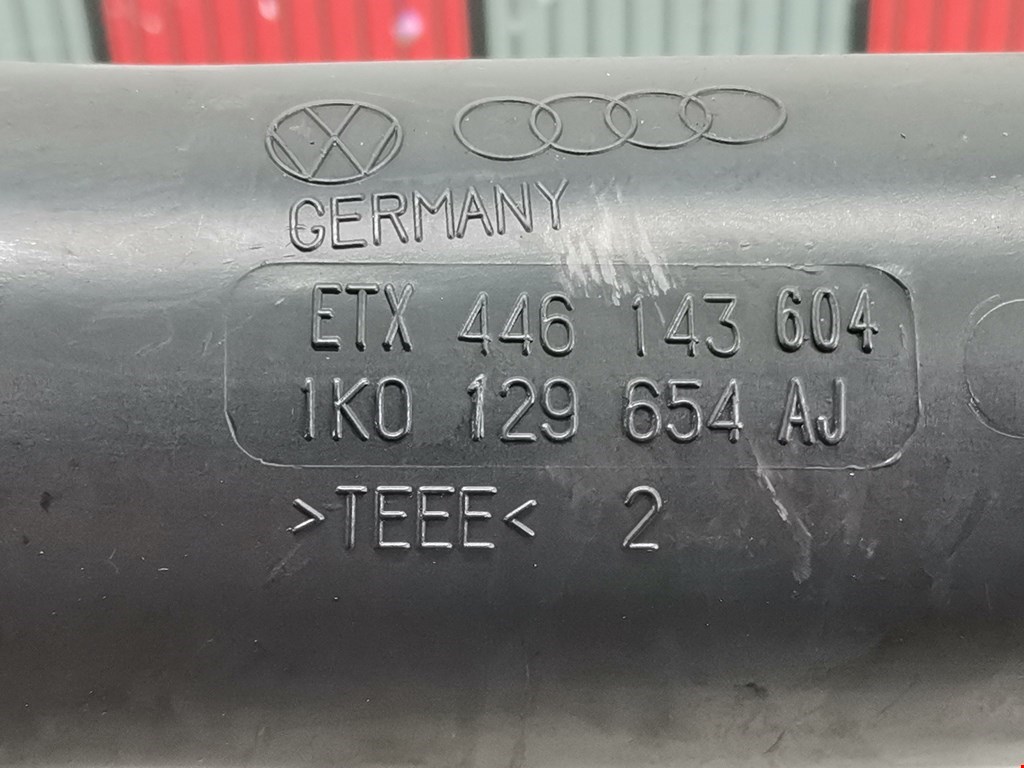 GERMANY
ETX 446 143 604
1K0 129 654 AJ
>TEEE< 2